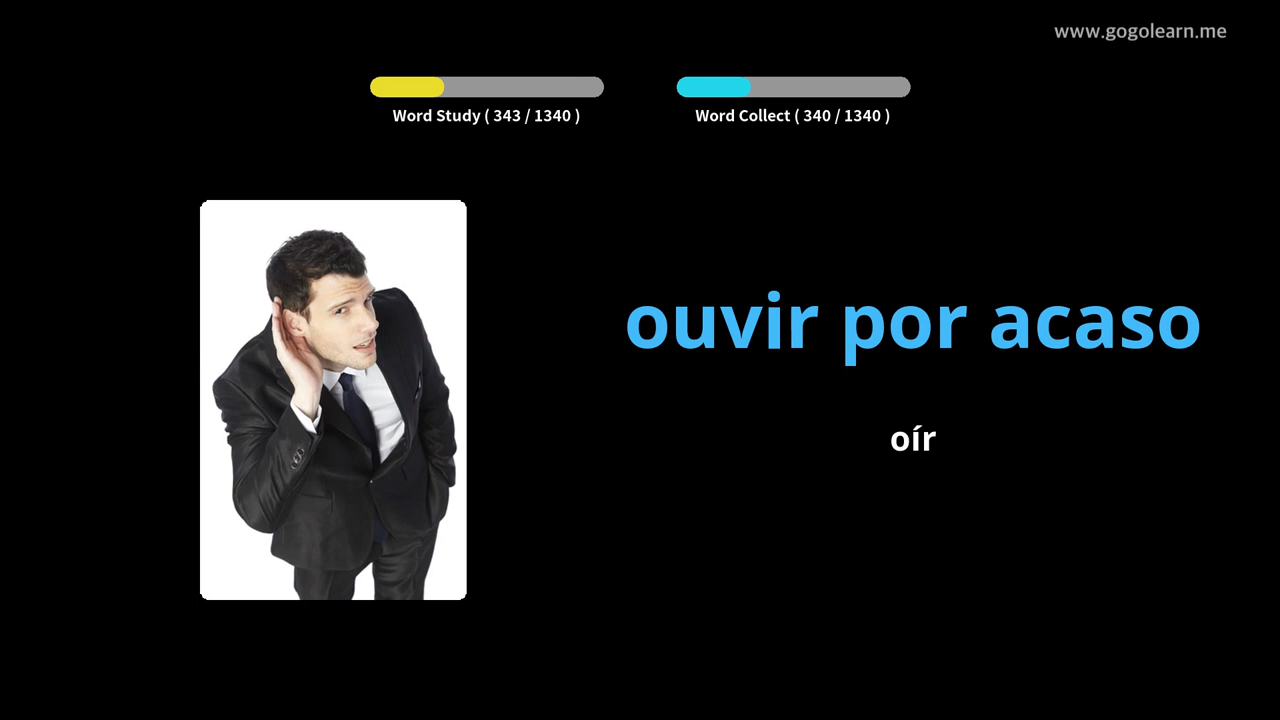 www.gogolearn.me
Word Study ( 343 / 1340 )
Word Collect ( 340 / 1340 )
ouvir por acaso
oír